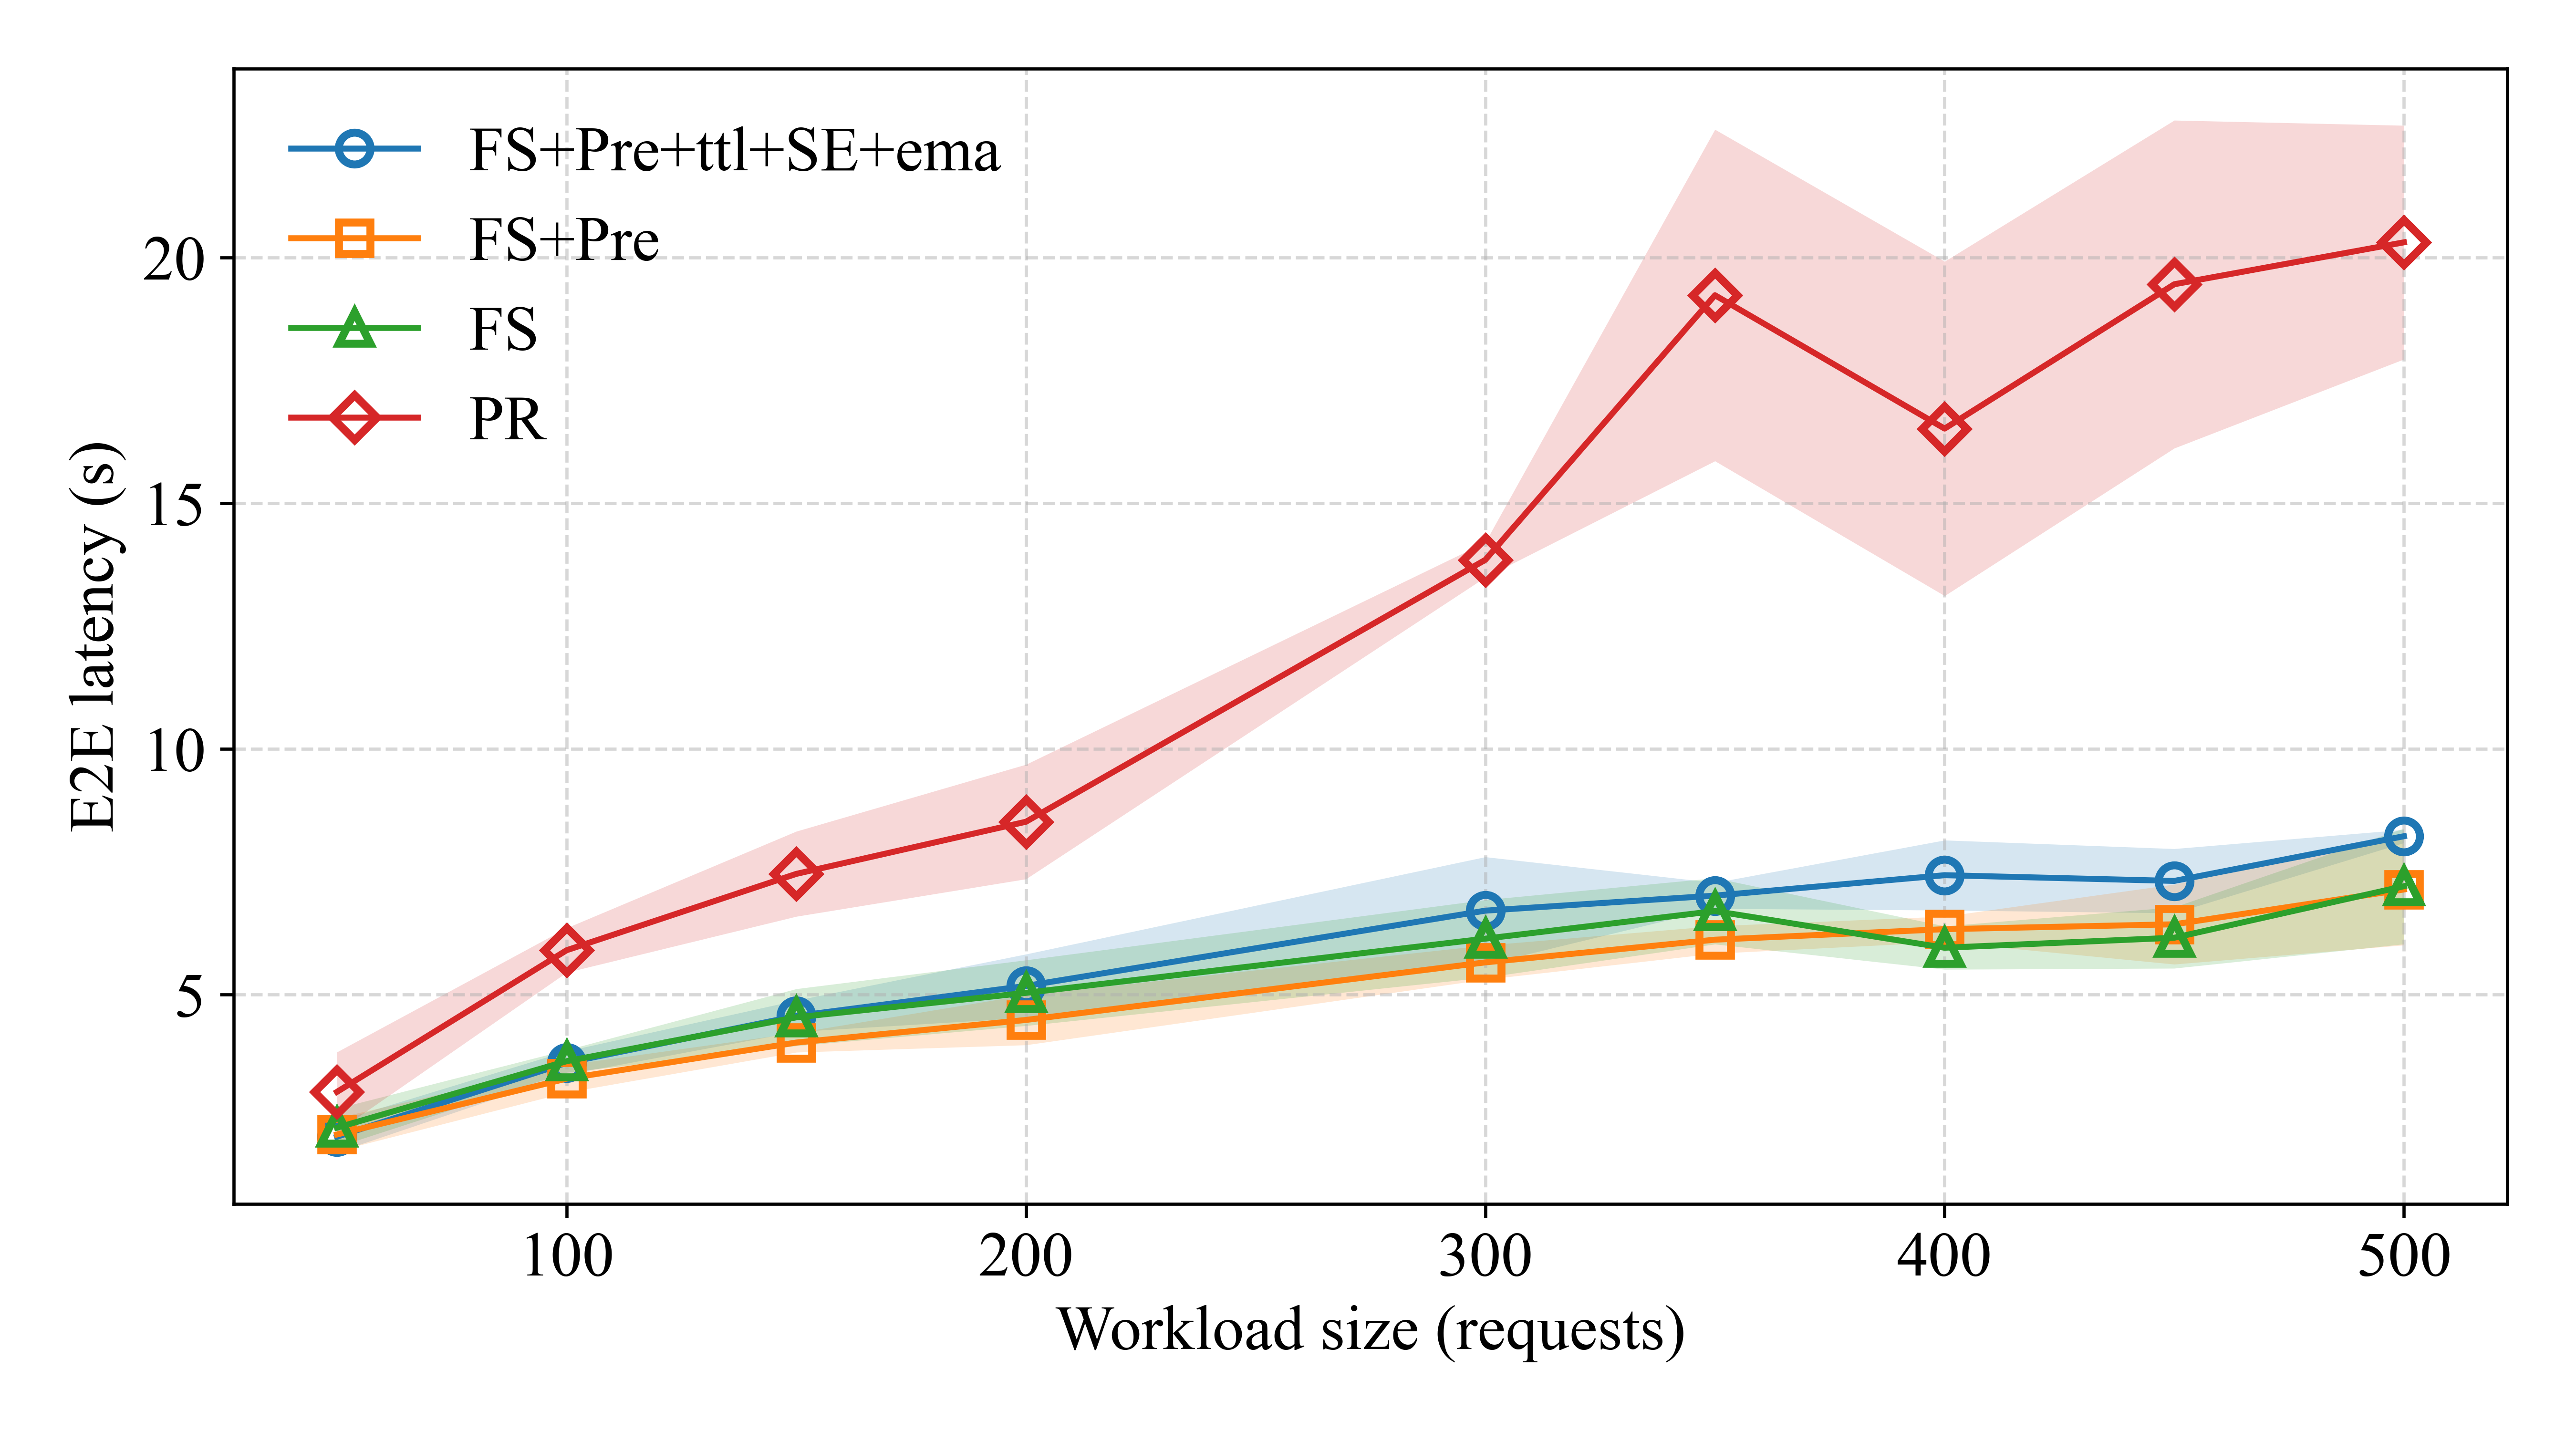 FS+Pre+ttl+SE+ema
FS+Pre
FS
PR
E2E latency (s)
20
15
10
5
100 200 300 400 500
Workload size (requests)